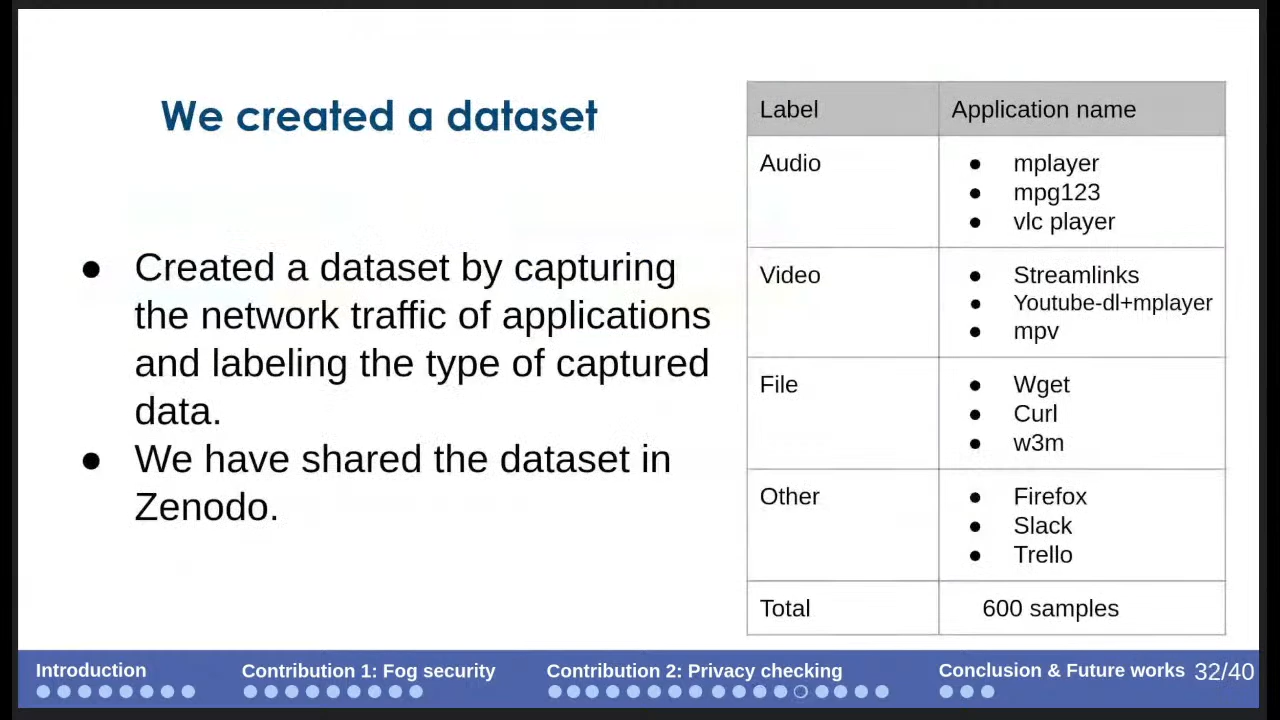 We created a dataset
● Created a dataset by capturing
the network traffic of applications
and labeling the type of captured
data.
● We have shared the dataset in
Zenodo.
Label Application name
Audio ● mplayer
● mpg123
● vlc player
Video ● Streamlinks
● Youtube-dl+mplayer
● mpv
File ● Wget
● Curl
● w3m
Other ● Firefox
● Slack
● Trello
Total 600 samples
Introduction Contribution 1: Fog security Contribution 2: Privacy checking Conclusion & Future works 32/40